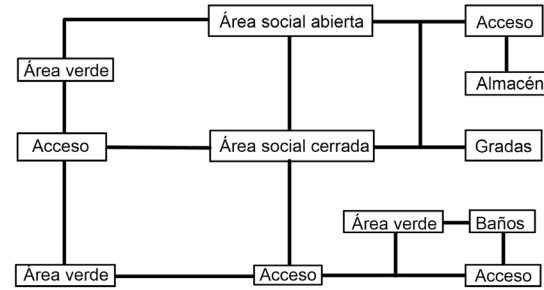 Área social abierta
Acceso
Área verde
Almacén
Acceso
Área social cerrada
Gradas
Área verde
Baños
Área verde
Acceso
Acceso